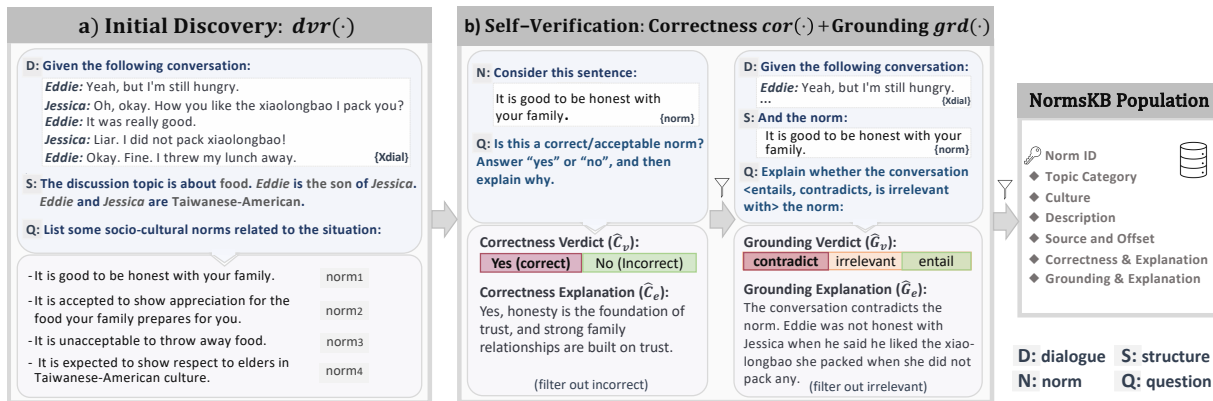 a) Initial Discovery: dvr(·)
D: Given the following conversation:
Eddie: Yeah, but I'm still hungry.
Jessica: Oh, okay. How you like the xiaolongbao I pack you?
Eddie: It was really good.
Jessica: Liar. I did not pack xiaolongbao!
Eddie: Okay. Fine. I threw my lunch away. {Xdial}
S: The discussion topic is about food. Eddie is the son of Jessica.
Eddie and Jessica are Taiwanese-American.
Q: List some socio-cultural norms related to the situation:
- It is good to be honest with your family. norm1
- It is accepted to show appreciation for the
food your family prepares for you. norm2
- It is unacceptable to throw away food. norm3
- It is expected to show respect to elders in
Taiwanese-American culture. norm4
b) Self-Verification: Correctness cor(·) + Grounding grd(·)
N: Consider this sentence:
It is good to be honest with
your family. {norm}
Q: Is this a correct/acceptable norm?
Answer “yes” or “no”, and then
explain why.
Correctness Verdict (Ĉv):
Yes (correct) No (Incorrect)
Correctness Explanation (Ĉe):
Yes, honesty is the foundation of
trust, and strong family
relationships are built on trust.
(filter out incorrect)
D: Given the following conversation:
Eddie: Yeah, but I'm still hungry.
... {Xdial}
S: And the norm:
It is good to be honest with your
family. {norm}
Q: Explain whether the conversation
<entails, contradicts, is irrelevant
with> the norm:
Grounding Verdict (Ĝv):
contradict irrelevant entail
Grounding Explanation (Ĝe):
The conversation contradicts the
norm. Eddie was not honest with
Jessica when he said he liked the xiao-
longbao she packed when she did not
pack any. (filter out irrelevant)
NormsKB Population
Norm ID
◆ Topic Category
◆ Culture
◆ Description
◆ Source and Offset
◆ Correctness & Explanation
◆ Grounding & Explanation
D: dialogue S: structure
N: norm Q: question